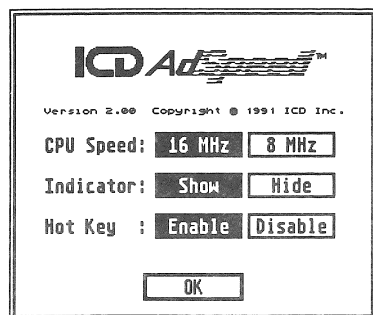 ICD AdSpeed™
Version 2.00 Copyright © 1991 ICD Inc.
CPU Speed: 16 MHz 8 MHz
Indicator: Show Hide
Hot Key : Enable Disable
OK